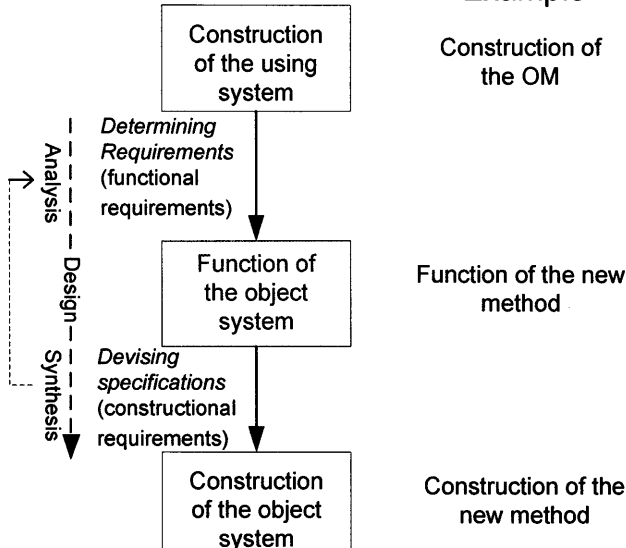 Example
Construction
of the using
system
Construction of
the OM
Determining
Requirements
(functional
requirements)
Analysis
Design
Synthesis
Function of
the object
system
Function of the new
method
Devising
specifications
(constructional
requirements)
Construction
of the object
system
Construction of the
new method